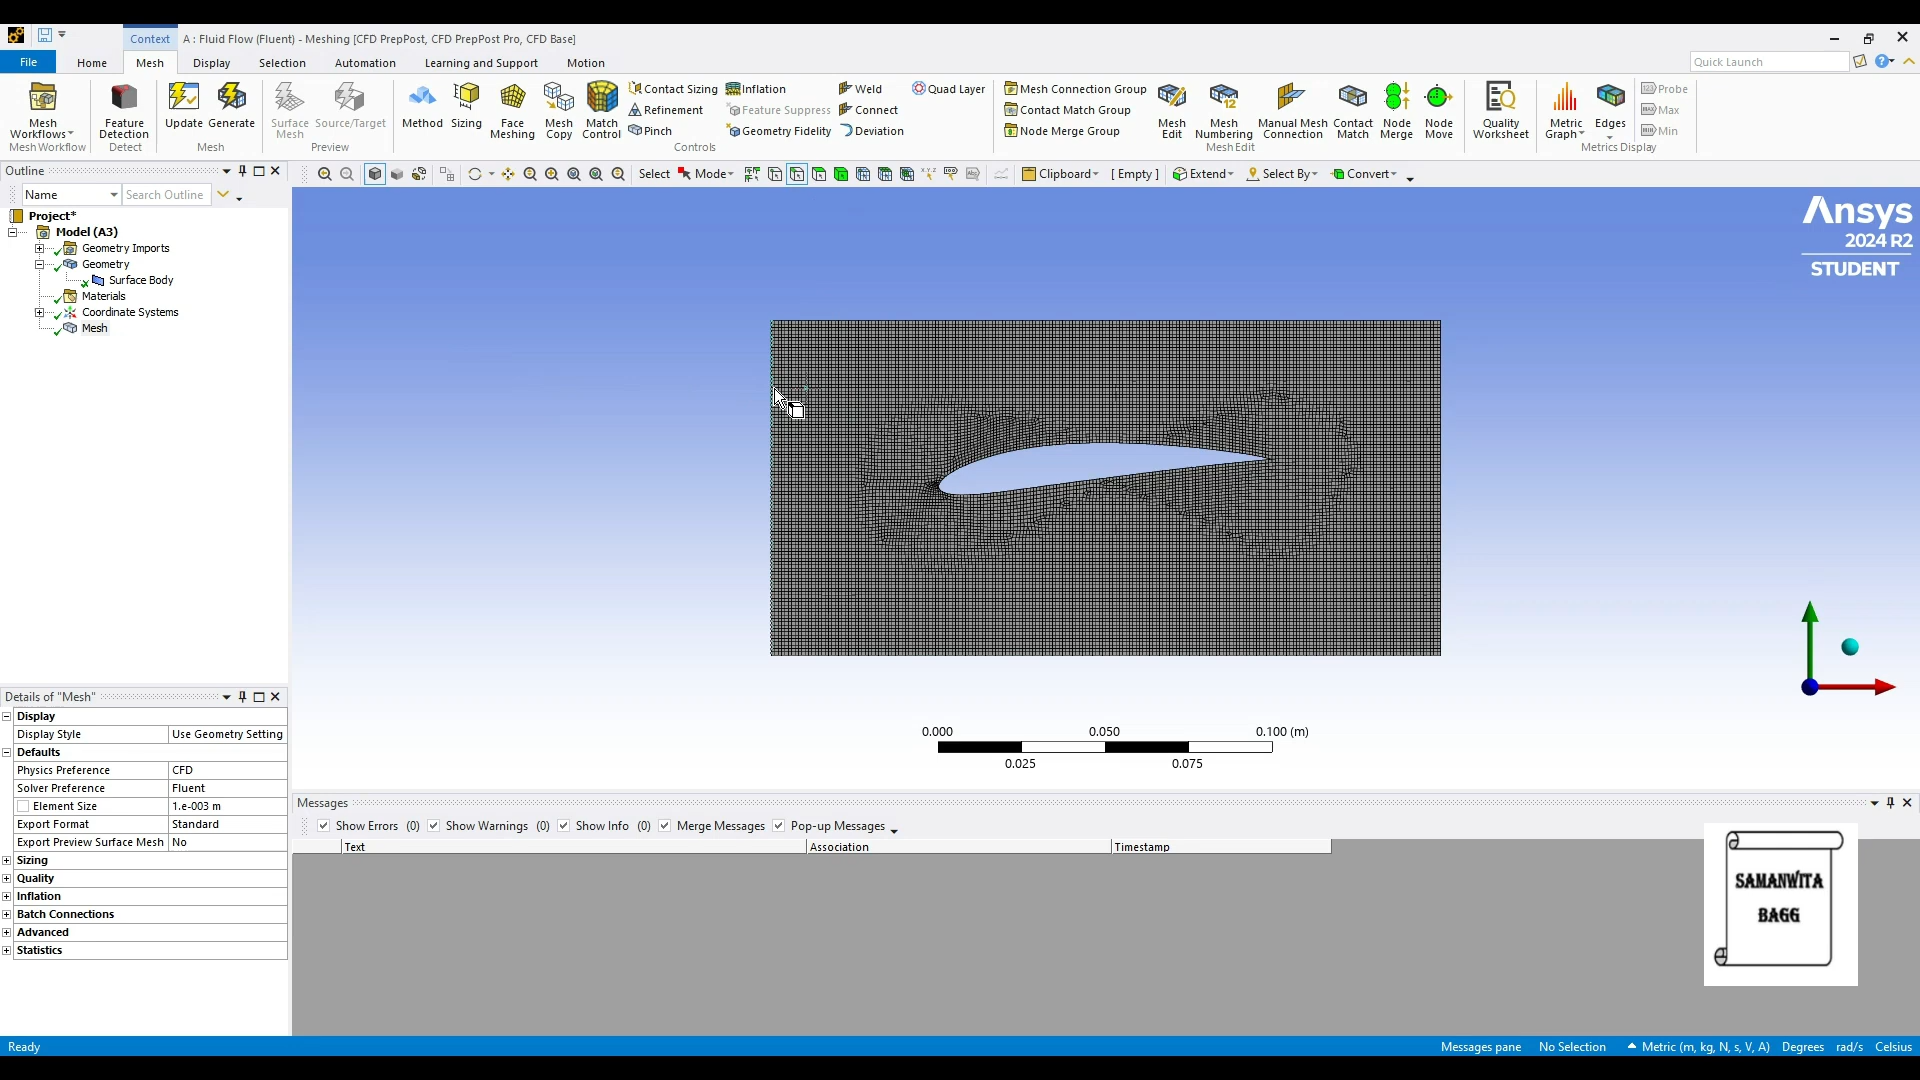 Context
A : Fluid Flow (Fluent) - Meshing [CFD PrepPost, CFD PrepPost Pro, CFD Base]
File
Home
Mesh
Display
Selection
Automation
Learning and Support
Motion
Quick Launch
Mesh Workflows
MeshWorkflow
Feature Detection
Detect
Update
Generate
Mesh
Surface Mesh
Source/Target
Preview
Method
Sizing
Face Meshing
Mesh Copy
Match Control
Contact Sizing
Refinement
Pinch
Inflation
Feature Suppress
Geometry Fidelity
Weld
Connect
Deviation
Quad Layer
Controls
Mesh Connection Group
Contact Match Group
Node Merge Group
Mesh Edit
Mesh Numbering
Manual Mesh Connection
Contact Match
Node Merge
Node Move
Mesh Edit
Quality Worksheet
Metric Graph
Edges
Probe
Max
Min
Metrics Display
Outline
Select
Mode
Clipboard
[ Empty ]
Extend
Select By
Convert
Name
Search Outline
Project*
Model (A3)
Geometry Imports
Geometry
Surface Body
Materials
Coordinate Systems
Mesh
Ansys
2024 R2
STUDENT
0.000
0.050
0.100 (m)
0.025
0.075
Details of "Mesh"
Display
Display Style Use Geometry Setting
Defaults
Physics Preference CFD
Solver Preference Fluent
Element Size 1.e-003 m
Export Format Standard
Export Preview Surface Mesh No
Sizing
Quality
Inflation
Batch Connections
Advanced
Statistics
Messages
Show Errors (0) Show Warnings (0) Show Info (0) Merge Messages Pop-up Messages
Text Association Timestamp
SAMANWITA
BAGG
Ready
Messages pane No Selection Metric (m, kg, N, s, V, A) Degrees rad/s Celsius